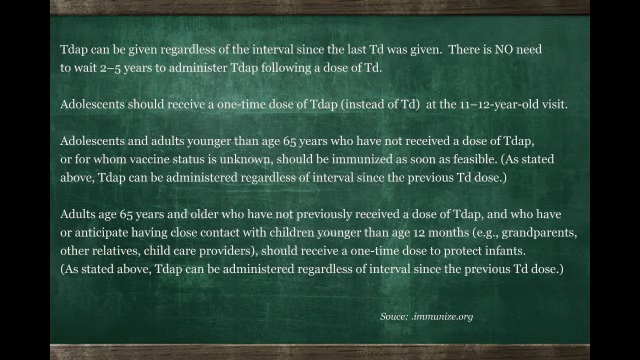 Tdap can be given regardless of the interval since the last Td was given.  There is NO need
to wait 2–5 years to administer Tdap following a dose of Td.
Adolescents should receive a one-time dose of Tdap (instead of Td)  at the 11–12-year-old visit.
Adolescents and adults younger than age 65 years who have not received a dose of Tdap,
or for whom vaccine status is unknown, should be immunized as soon as feasible. (As stated
above, Tdap can be administered regardless of interval since the previous Td dose.)
Adults age 65 years and older who have not previously received a dose of Tdap, and who have
or anticipate having close contact with children younger than age 12 months (e.g., grandparents,
other relatives, child care providers), should receive a one-time dose to protect infants.
(As stated above, Tdap can be administered regardless of interval since the previous Td dose.)
Souce: .immunize.org